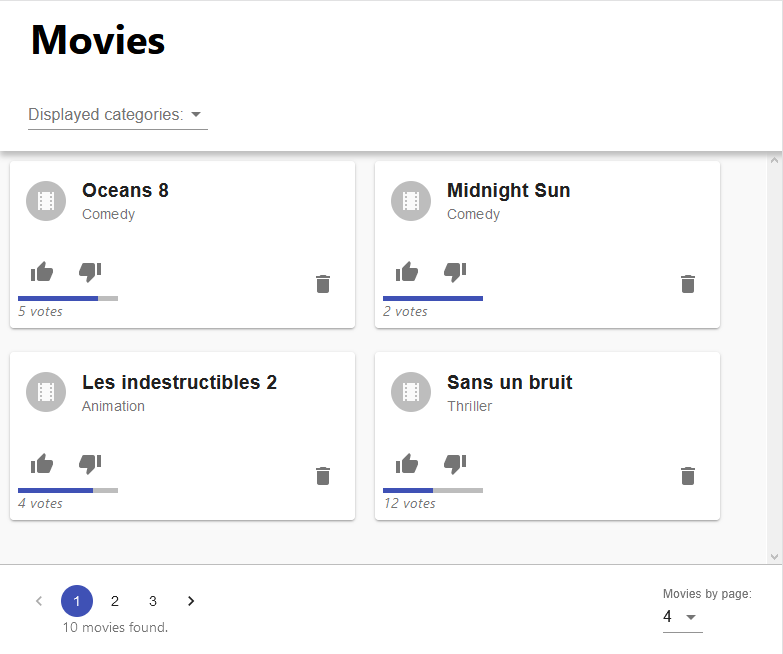 Movies
Displayed categories:
Oceans 8
Comedy
5 votes
Midnight Sun
Comedy
2 votes
Les indestructibles 2
Animation
4 votes
Sans un bruit
Thriller
12 votes
1 2 3
10 movies found.
Movies by page:
4